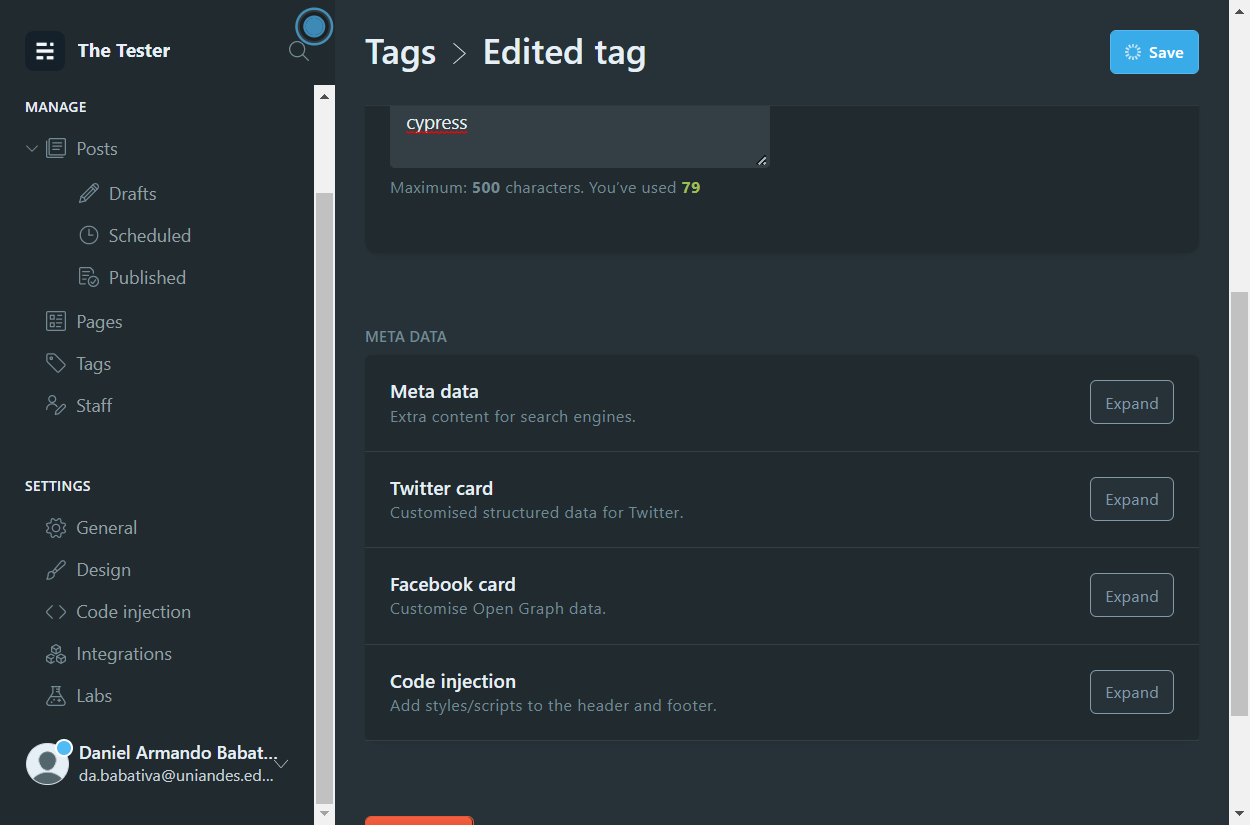 The Tester
MANAGE
Posts
Drafts
Scheduled
Published
Pages
Tags
Staff
SETTINGS
General
Design
Code injection
Integrations
Labs
Daniel Armando Babat...
da.babativa@uniandes.ed...
Tags > Edited tag
Save
cypress
Maximum: 500 characters. You've used 79
META DATA
Meta data
Extra content for search engines.
Expand
Twitter card
Customised structured data for Twitter.
Expand
Facebook card
Customise Open Graph data.
Expand
Code injection
Add styles/scripts to the header and footer.
Expand